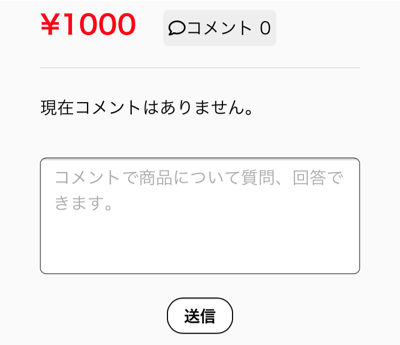 ¥1000 コメント 0
現在コメントはありません。
コメントで商品について質問、回答で
きます。
送信